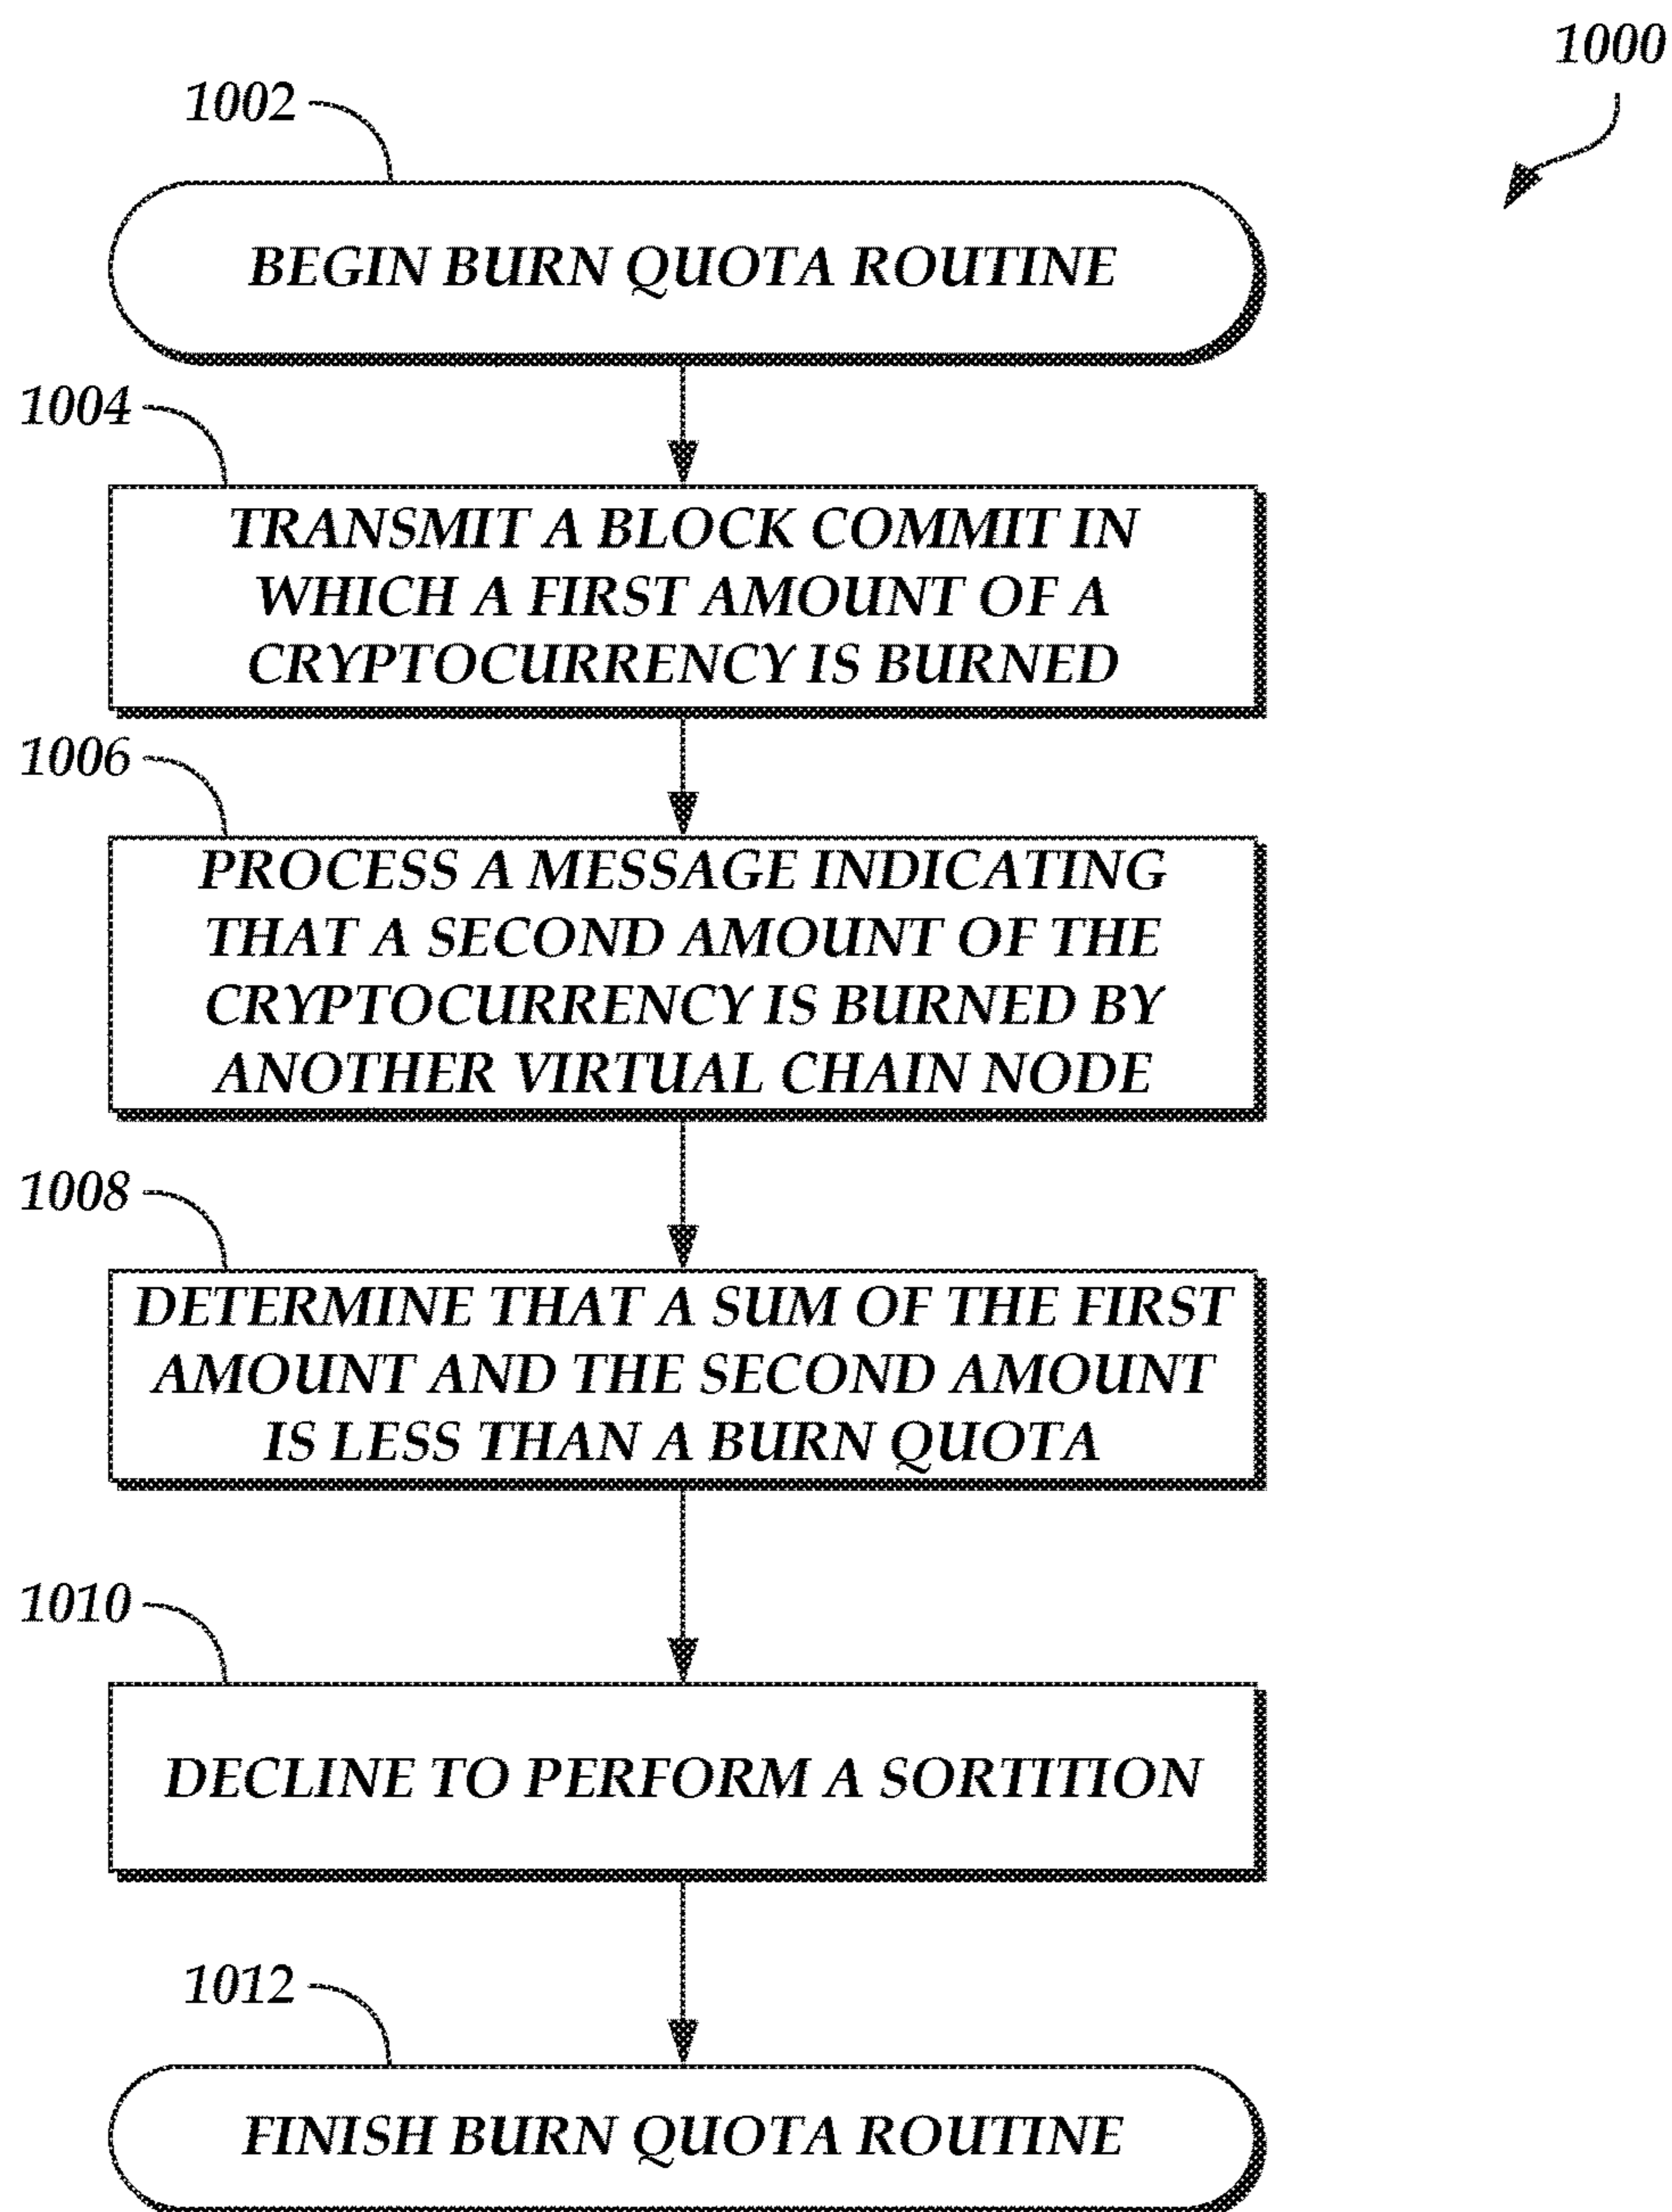 1000
1002
BEGIN BURN QUOTA ROUTINE
1004
TRANSMIT A BLOCK COMMIT IN
WHICH A FIRST AMOUNT OF A
CRYPTOCURRENCY IS BURNED
1006
PROCESS A MESSAGE INDICATING
THAT A SECOND AMOUNT OF THE
CRYPTOCURRENCY IS BURNED BY
ANOTHER VIRTUAL CHAIN NODE
1008
DETERMINE THAT A SUM OF THE FIRST
AMOUNT AND THE SECOND AMOUNT
IS LESS THAN A BURN QUOTA
1010
DECLINE TO PERFORM A SORTITION
1012
FINISH BURN QUOTA ROUTINE